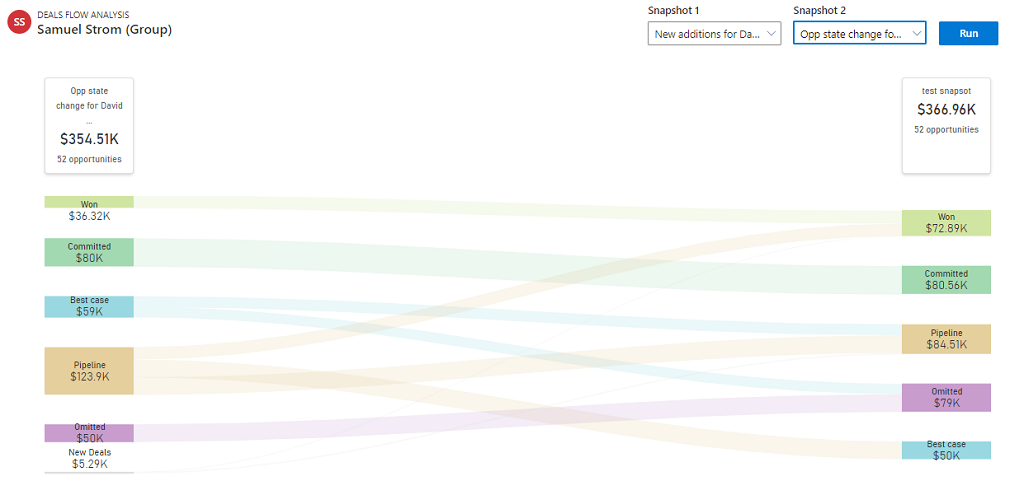 SS
DEALS FLOW ANALYSIS
Samuel Strom (Group)
Snapshot 1
New additions for Da...
Snapshot 2
Opp state change fo...
Run
Opp state
change for David
...
$354.51K
52 opportunities
test snapsot
$366.96K
52 opportunities
Won
$36.32K
Committed
$80K
Best case
$59K
Pipeline
$123.9K
Omitted
$50K
New Deals
$5.29K
Won
$72.89K
Committed
$80.56K
Pipeline
$84.51K
Omitted
$79K
Best case
$50K